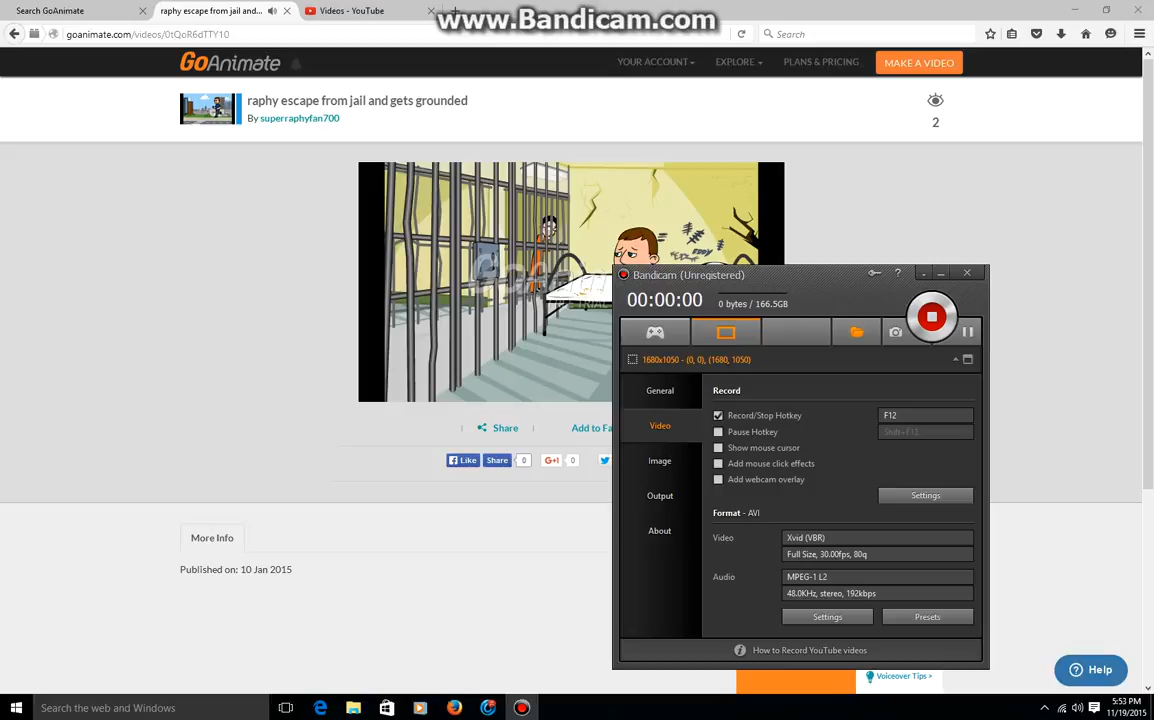 www.Bandicam.com
Search GoAnimate
raphy escape from jail and...
Videos - YouTube
goanimate.com/videos/0tQoR6dTTY10
Search
GoAnimate
YOUR ACCOUNT
EXPLORE
PLANS & PRICING
MAKE A VIDEO
raphy escape from jail and gets grounded
By superraphyfan700
2
Bandicam (Unregistered)
00:00:00
0 bytes / 166.5GB
1680x1050 - (0, 0), (1680, 1050)
General
Video
Image
Output
About
Record
Record/Stop Hotkey
F12
Pause Hotkey
Shift+F12
Show mouse cursor
Add mouse click effects
Add webcam overlay
Settings
Format - AVI
Video
Xvid (VBR)
Full Size, 30.00fps, 80q
Audio
MPEG-1 L2
48.0KHz, stereo, 192kbps
Settings
Presets
How to Record YouTube videos
Share
Add to Fa
Like
Share
0
G+1
0
More Info
Published on: 10 Jan 2015
Voiceover Tips >
Help
Search the web and Windows
5:53 PM
11/19/2015